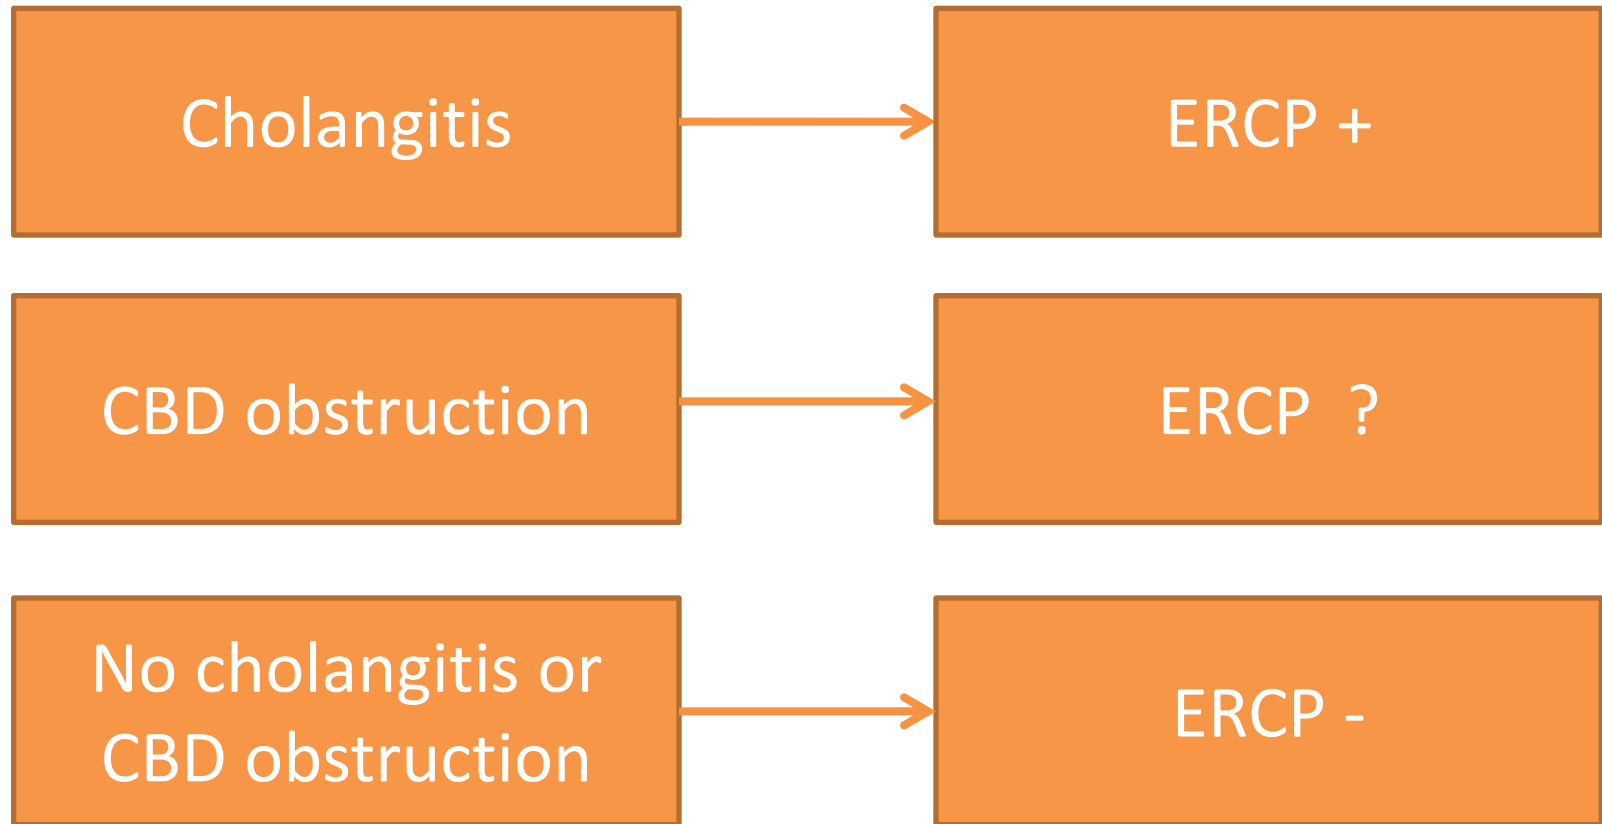 Cholangitis
ERCP +
CBD obstruction
ERCP  ?
No cholangitis or
CBD obstruction
ERCP -